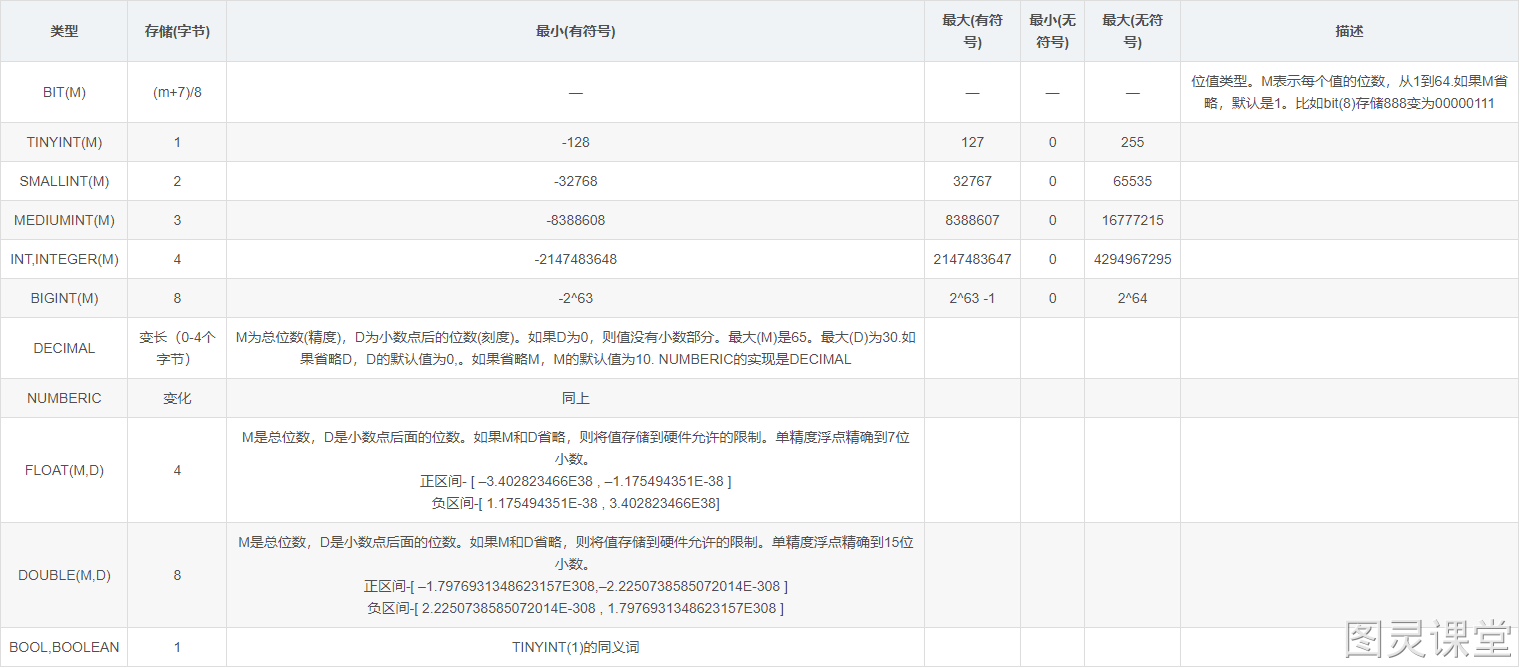 类型 存储(字节) 最小(有符号) 最大(有符号) 最小(无符号) 最大(无符号) 描述
BIT(M) (m+7)/8 — — — — 位值类型。M表示每个值的位数，从1到64.如果M省略，默认是1。比如bit(8)存储888变为00000111
TINYINT(M) 1 -128 127 0 255
SMALLINT(M) 2 -32768 32767 0 65535
MEDIUMINT(M) 3 -8388608 8388607 0 16777215
INT,INTEGER(M) 4 -2147483648 2147483647 0 4294967295
BIGINT(M) 8 -2^63 2^63 -1 0 2^64
DECIMAL 变长（0-4个字节） M为总位数(精度)，D为小数点后的位数(刻度)。如果D为0，则值没有小数部分。最大(M)是65。最大(D)为30.如果省略D，D的默认值为0,。如果省略M，M的默认值为10. NUMBERIC的实现是DECIMAL
NUMBERIC 变化 同上
FLOAT(M,D) 4 M是总位数，D是小数点后面的位数。如果M和D省略，则将值存储到硬件允许的限制。单精度浮点精确到7位小数。
正区间- [ –3.402823466E38 , –1.175494351E-38 ]
负区间-[ 1.175494351E-38 , 3.402823466E38]
DOUBLE(M,D) 8 M是总位数，D是小数点后面的位数。如果M和D省略，则将值存储到硬件允许的限制。单精度浮点精确到15位小数。
正区间-[ –1.7976931348623157E308,–2.2250738585072014E-308 ]
负区间-[ 2.2250738585072014E-308 , 1.7976931348623157E308 ]
BOOL,BOOLEAN 1 TINYINT(1)的同义词
图灵课堂